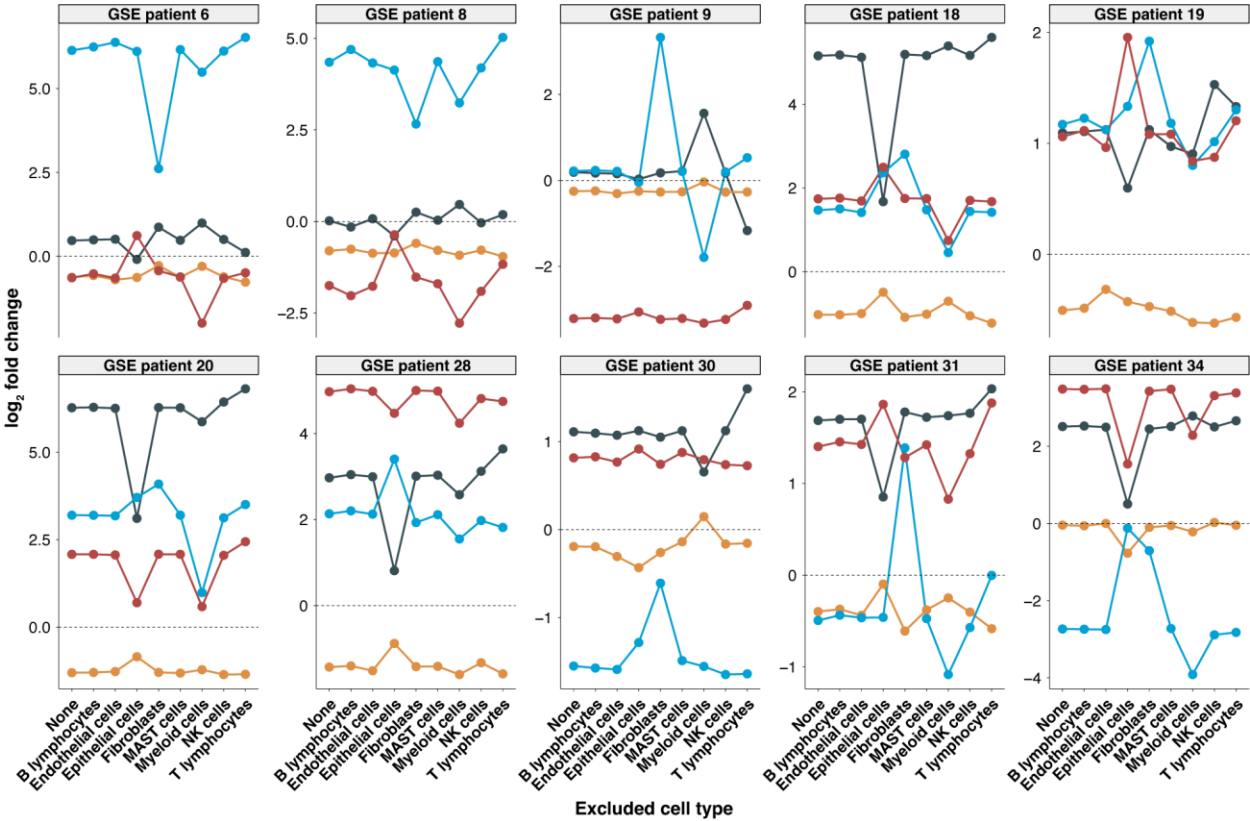 GSE patient 6
GSE patient 8
GSE patient 9
GSE patient 18
GSE patient 19
5.0
2.5
0.0
5.0
2.5
0.0
−2.5
2
0
−2
4
2
0
2
1
0
log2 fold change
GSE patient 20
GSE patient 28
GSE patient 30
GSE patient 31
GSE patient 34
5.0
2.5
0.0
4
2
0
1
0
−1
2
1
0
−1
2
0
−2
−4
None
B lymphocytes
Endothelial cells
Epithelial cells
Fibroblasts
MAST cells
Myeloid cells
NK cells
T lymphocytes
None
B lymphocytes
Endothelial cells
Epithelial cells
Fibroblasts
MAST cells
Myeloid cells
NK cells
T lymphocytes
None
B lymphocytes
Endothelial cells
Epithelial cells
Fibroblasts
MAST cells
Myeloid cells
NK cells
T lymphocytes
None
B lymphocytes
Endothelial cells
Epithelial cells
Fibroblasts
MAST cells
Myeloid cells
NK cells
T lymphocytes
None
B lymphocytes
Endothelial cells
Epithelial cells
Fibroblasts
MAST cells
Myeloid cells
NK cells
T lymphocytes
Excluded cell type